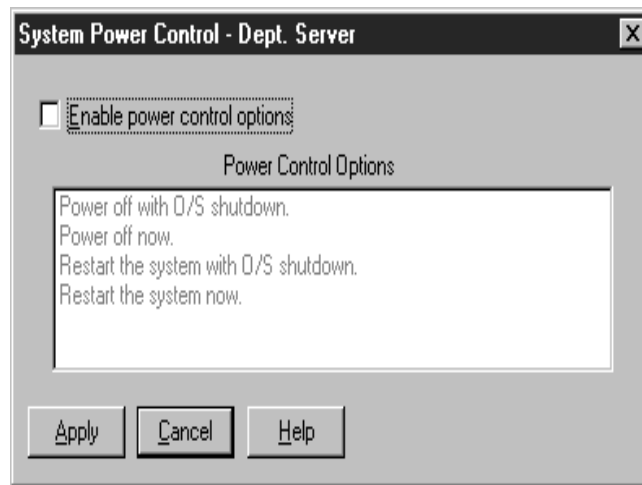 System Power Control - Dept. Server
Enable power control options
Power Control Options
Power off with O/S shutdown.
Power off now.
Restart the system with O/S shutdown.
Restart the system now.
Apply Cancel Help